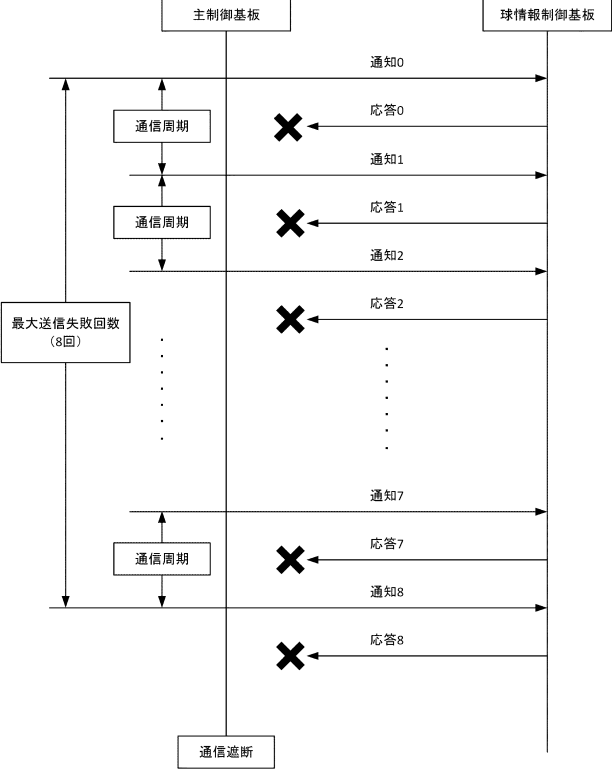 主制御基板
球情報制御基板
通知0
応答0
通信周期
通知1
応答1
通信周期
通知2
応答2
最大送信失敗回数
（8回）
通知7
応答7
通信周期
通知8
応答8
通信遮断